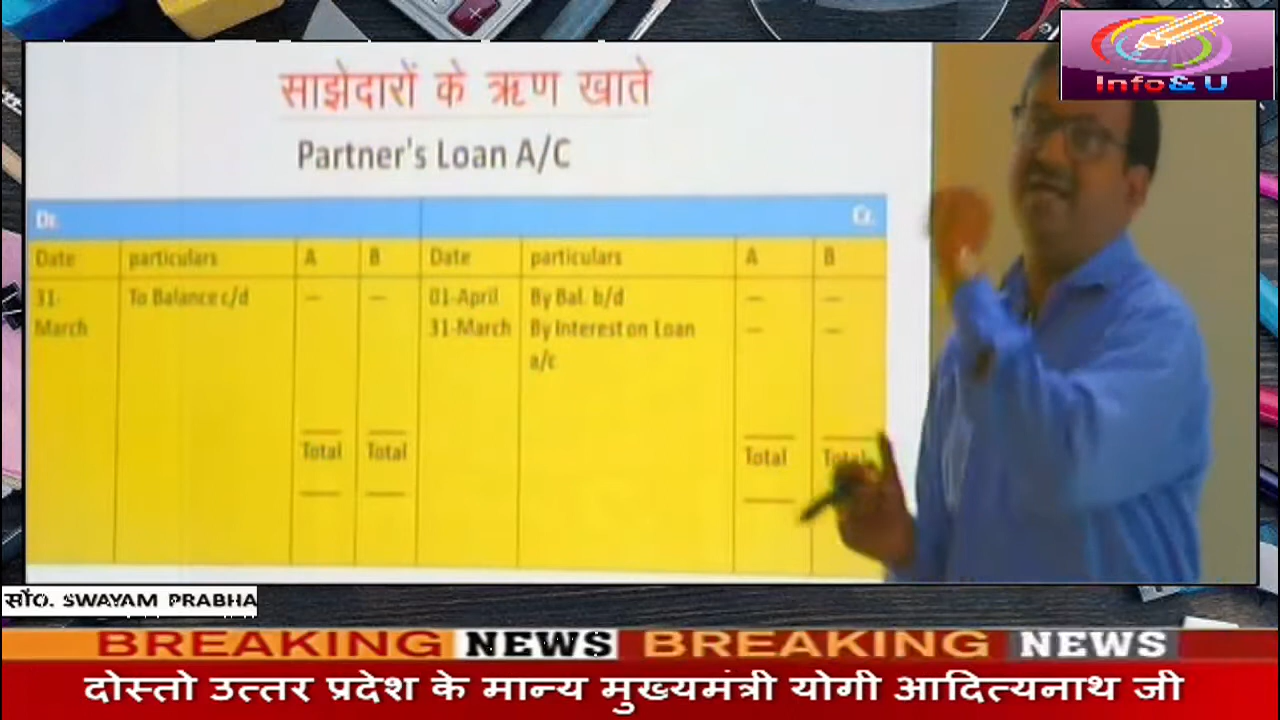 Info& U
साझेदारों के ऋण खाते
Partner's Loan A/C
Dr. Cr.
Date particulars A B Date particulars A B
31- To Balance c/d — — 01-April By Bal. b/d — —
March 31-March By Interest on Loan — —
a/c
Total Total Total Total
सौo. SWAYAM PRABHA
BREAKING NEWS BREAKING NEWS
दोस्तो उत्तर प्रदेश के मान्य मुख्यमंत्री योगी आदित्यनाथ जी